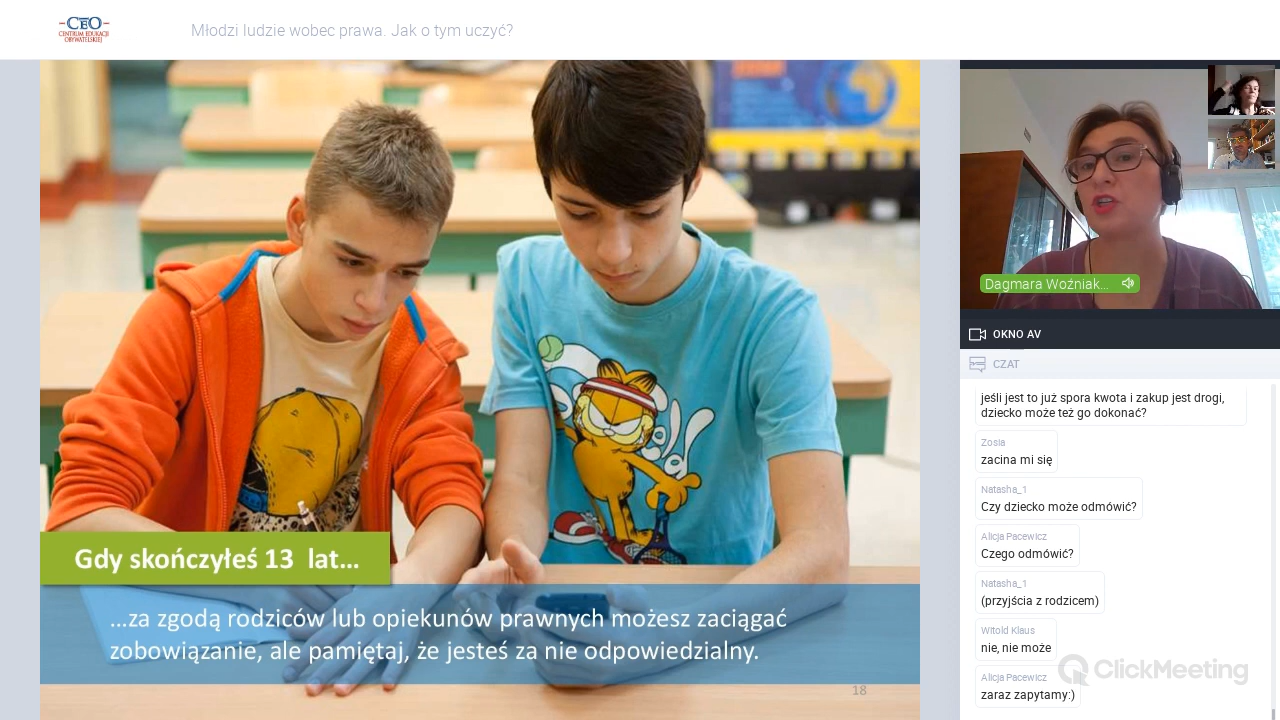 CEO
CENTRUM EDUKACJI
OBYWATELSKIEJ
Młodzi ludzie wobec prawa. Jak o tym uczyć?
Gdy skończyłeś 13 lat...
...za zgodą rodziców lub opiekunów prawnych możesz zaciągać
zobowiązanie, ale pamiętaj, że jesteś za nie odpowiedzialny.
18
Dagmara Woźniak...
OKNO AV
CZAT
jeśli jest to już spora kwota i zakup jest drogi,
dziecko może też go dokonać?
Zosia
zacina mi się
Natasha_1
Czy dziecko może odmówić?
Alicja Pacewicz
Czego odmówić?
Natasha_1
(przyjścia z rodzicem)
Witold Klaus
nie, nie może
Alicja Pacewicz
zaraz zapytamy:)
ClickMeeting